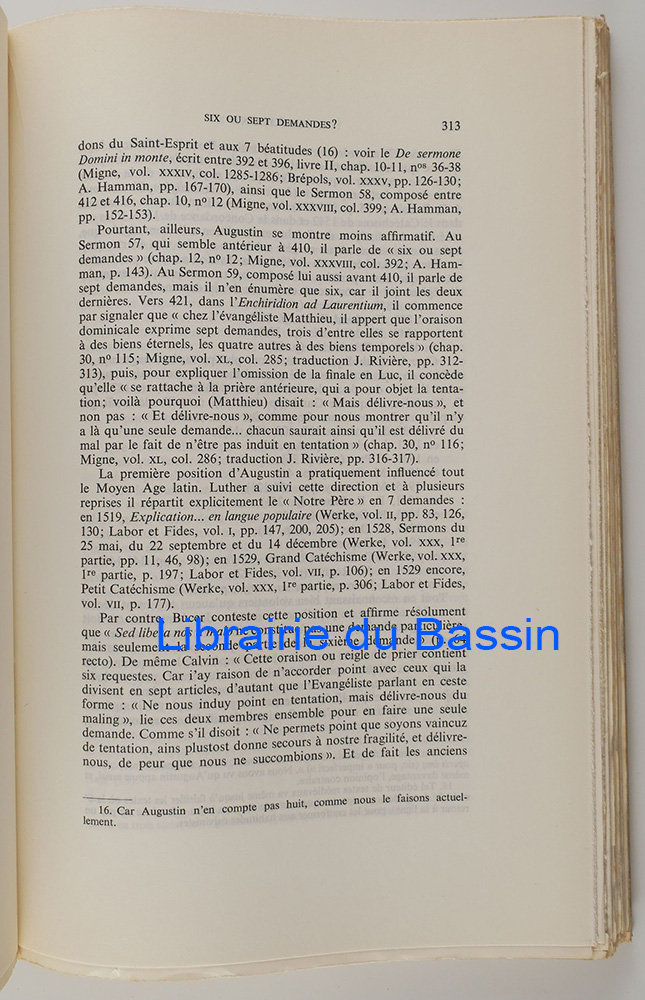 SIX OU SEPT DEMANDES?
313
dons du Saint-Esprit et aux 7 béatitudes (16) : voir le De sermone
Domini in monte, écrit entre 392 et 396, livre II, chap. 10-11, nos 36-38
(Migne, vol. XXXIV, col. 1285-1286; Brépols, vol. XXXV, pp. 126-130;
A. Hamman, pp. 167-170), ainsi que le Sermon 58, composé entre
412 et 416, chap. 10, nº 12 (Migne, vol. XXXVIII, col. 399; A. Hamman,
pp. 152-153).
Pourtant, ailleurs, Augustin se montre moins affirmatif. Au
Sermon 57, qui semble antérieur à 410, il parle de « six ou sept
demandes » (chap. 12, nº 12; Migne, vol. XXXVIII, col. 392; A. Ham-
man, p. 143). Au Sermon 59, composé lui aussi avant 410, il parle de
sept demandes, mais il n'en énumère que six, car il joint les deux
dernières. Vers 421, dans l'Enchiridion ad Laurentium, il commence
par signaler que « chez l'évangéliste Matthieu, il appert que l'oraison
dominicale exprime sept demandes, trois d'entre elles se rapportent
à des biens éternels, les quatre autres à des biens temporels » (chap.
30, nº 115; Migne, vol. XL, col. 285; traduction J. Rivière, pp. 312-
313), puis, pour expliquer l'omission de la finale en Luc, il concède
qu'elle « se rattache à la prière antérieure, qui a pour objet la tenta-
tion; voilà pourquoi (Matthieu) disait : « Mais délivre-nous », et
non pas : « Et délivre-nous », comme pour nous montrer qu'il n'y
a là qu'une seule demande... chacun saurait ainsi qu'il est délivré du
mal par le fait de n'être pas induit en tentation » (chap. 30, nº 116;
Migne, vol. XL, col. 286; traduction J. Rivière, pp. 316-317).
La première position d'Augustin a pratiquement influencé tout
le Moyen Age latin. Luther a suivi cette direction et à plusieurs
reprises il répartit explicitement le « Notre Père » en 7 demandes :
en 1519, Explication... en langue populaire (Werke, vol. II, pp. 83, 126,
130; Labor et Fides, vol. I, pp. 147, 200, 205); en 1528, Sermons du
25 mai, du 22 septembre et du 14 décembre (Werke, vol. XXX, 1re
partie, pp. 11, 46, 98); en 1529, Grand Catéchisme (Werke, vol. XXX,
1re partie, p. 197; Labor et Fides, vol. VII, p. 106); en 1529 encore,
Petit Catéchisme (Werke, vol. XXX, 1re partie, p. 306; Labor et Fides,
vol. VII, p. 177).
Par contre, Bucer conteste cette position et affirme résolument
que « Sed libera nos une demande particulière,
mais seulement la seconde partie de la sixième demande »
recto). De même Calvin : « Cette oraison ou reigle de prier contient
six requestes. Car i'ay raison de n'accorder point avec ceux qui la
divisent en sept articles, d'autant que l'Evangéliste parlant en ceste
forme : « Ne nous induy point en tentation, mais délivre-nous du
maling », lie ces deux membres ensemble pour en faire une seule
demande. Comme s'il disoit : « Ne permets point que soyons vaincuz
de tentation, ains plustost donne secours à nostre fragilité, et délivre-
nous, de peur que nous ne succombions ». Et de fait les anciens
16. Car Augustin n'en compte pas huit, comme nous le faisons actuel-
lement.
Librairie du Bassin